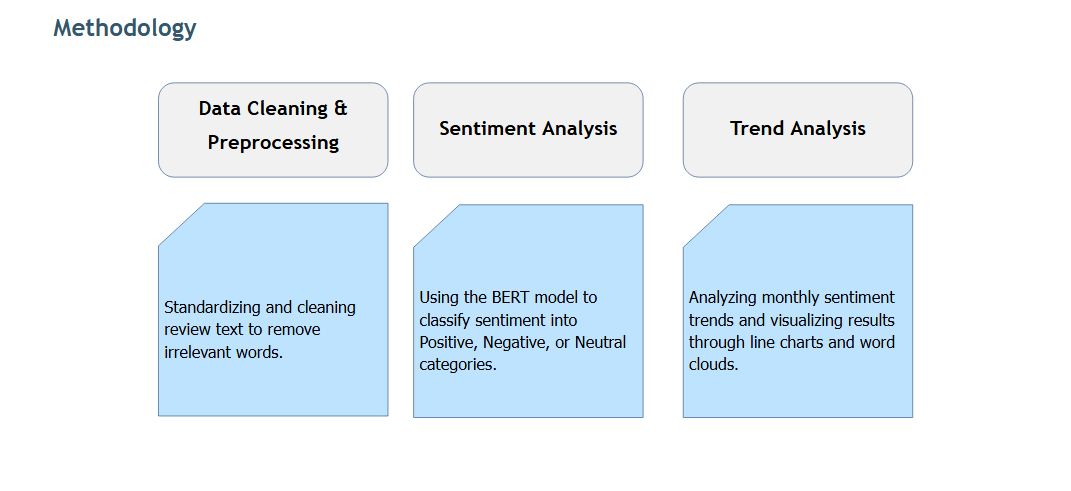 Methodology
Data Cleaning &
Preprocessing
Sentiment Analysis
Trend Analysis
Standardizing and cleaning
review text to remove
irrelevant words.
Using the BERT model to
classify sentiment into
Positive, Negative, or Neutral
categories.
Analyzing monthly sentiment
trends and visualizing results
through line charts and word
clouds.